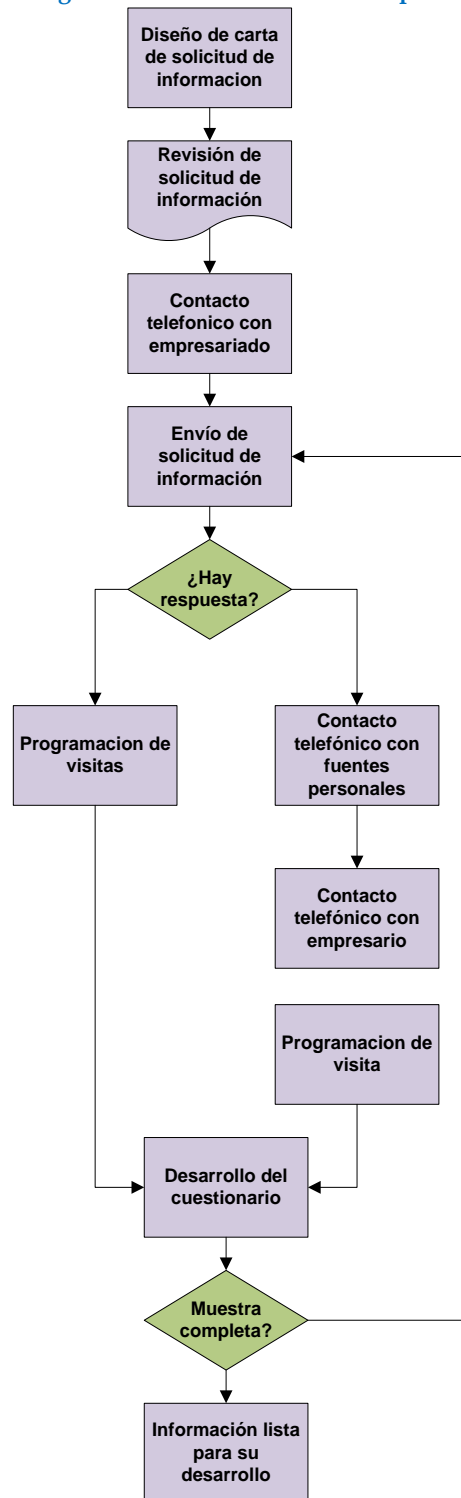 Diseño de carta
de solicitud de
informacion
Revisión de
solicitud de
información
Contacto
telefonico con
empresariado
Envío de
solicitud de
información
¿Hay
respuesta?
Programacion de
visitas
Contacto
telefónico con
fuentes
personales
Contacto
telefónico con
empresario
Programacion de
visita
Desarrollo del
cuestionario
Muestra
completa?
Información lista
para su
desarrollo